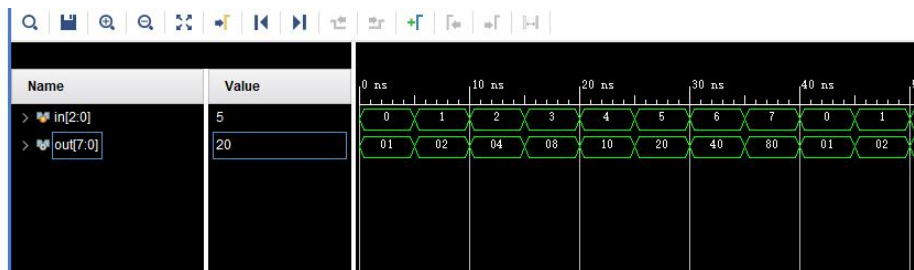 Name Value 0 ns 10 ns 20 ns 30 ns 40 ns
in[2:0] 5 0 1 2 3 4 5 6 7 0 1
out[7:0] 20 01 02 04 08 10 20 40 80 01 02